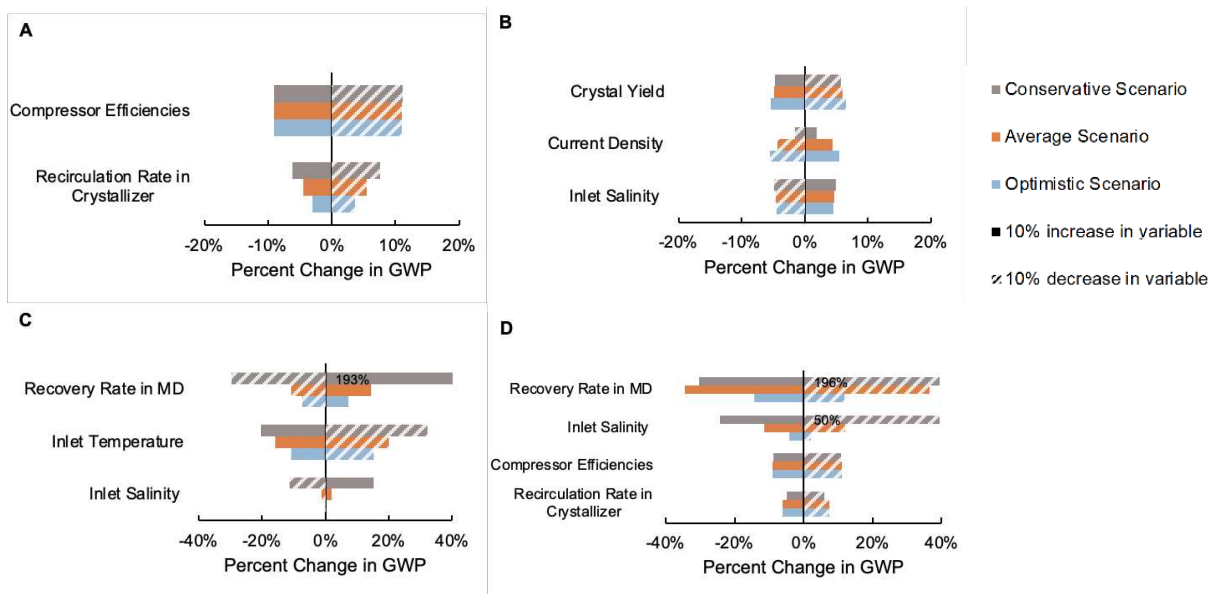 A
Compressor Efficiencies
Recirculation Rate in
Crystallizer
-20% -10% 0% 10% 20%
Percent Change in GWP
B
Crystal Yield
Current Density
Inlet Salinity
-20% -10% 0% 10% 20%
Percent Change in GWP
Conservative Scenario
Average Scenario
Optimistic Scenario
10% increase in variable
10% decrease in variable
C
Recovery Rate in MD
193%
Inlet Temperature
Inlet Salinity
-40% -20% 0% 20% 40%
Percent Change in GWP
D
Recovery Rate in MD
196%
Inlet Salinity
50%
Compressor Efficiencies
Recirculation Rate in
Crystallizer
-40% -20% 0% 20% 40%
Percent Change in GWP